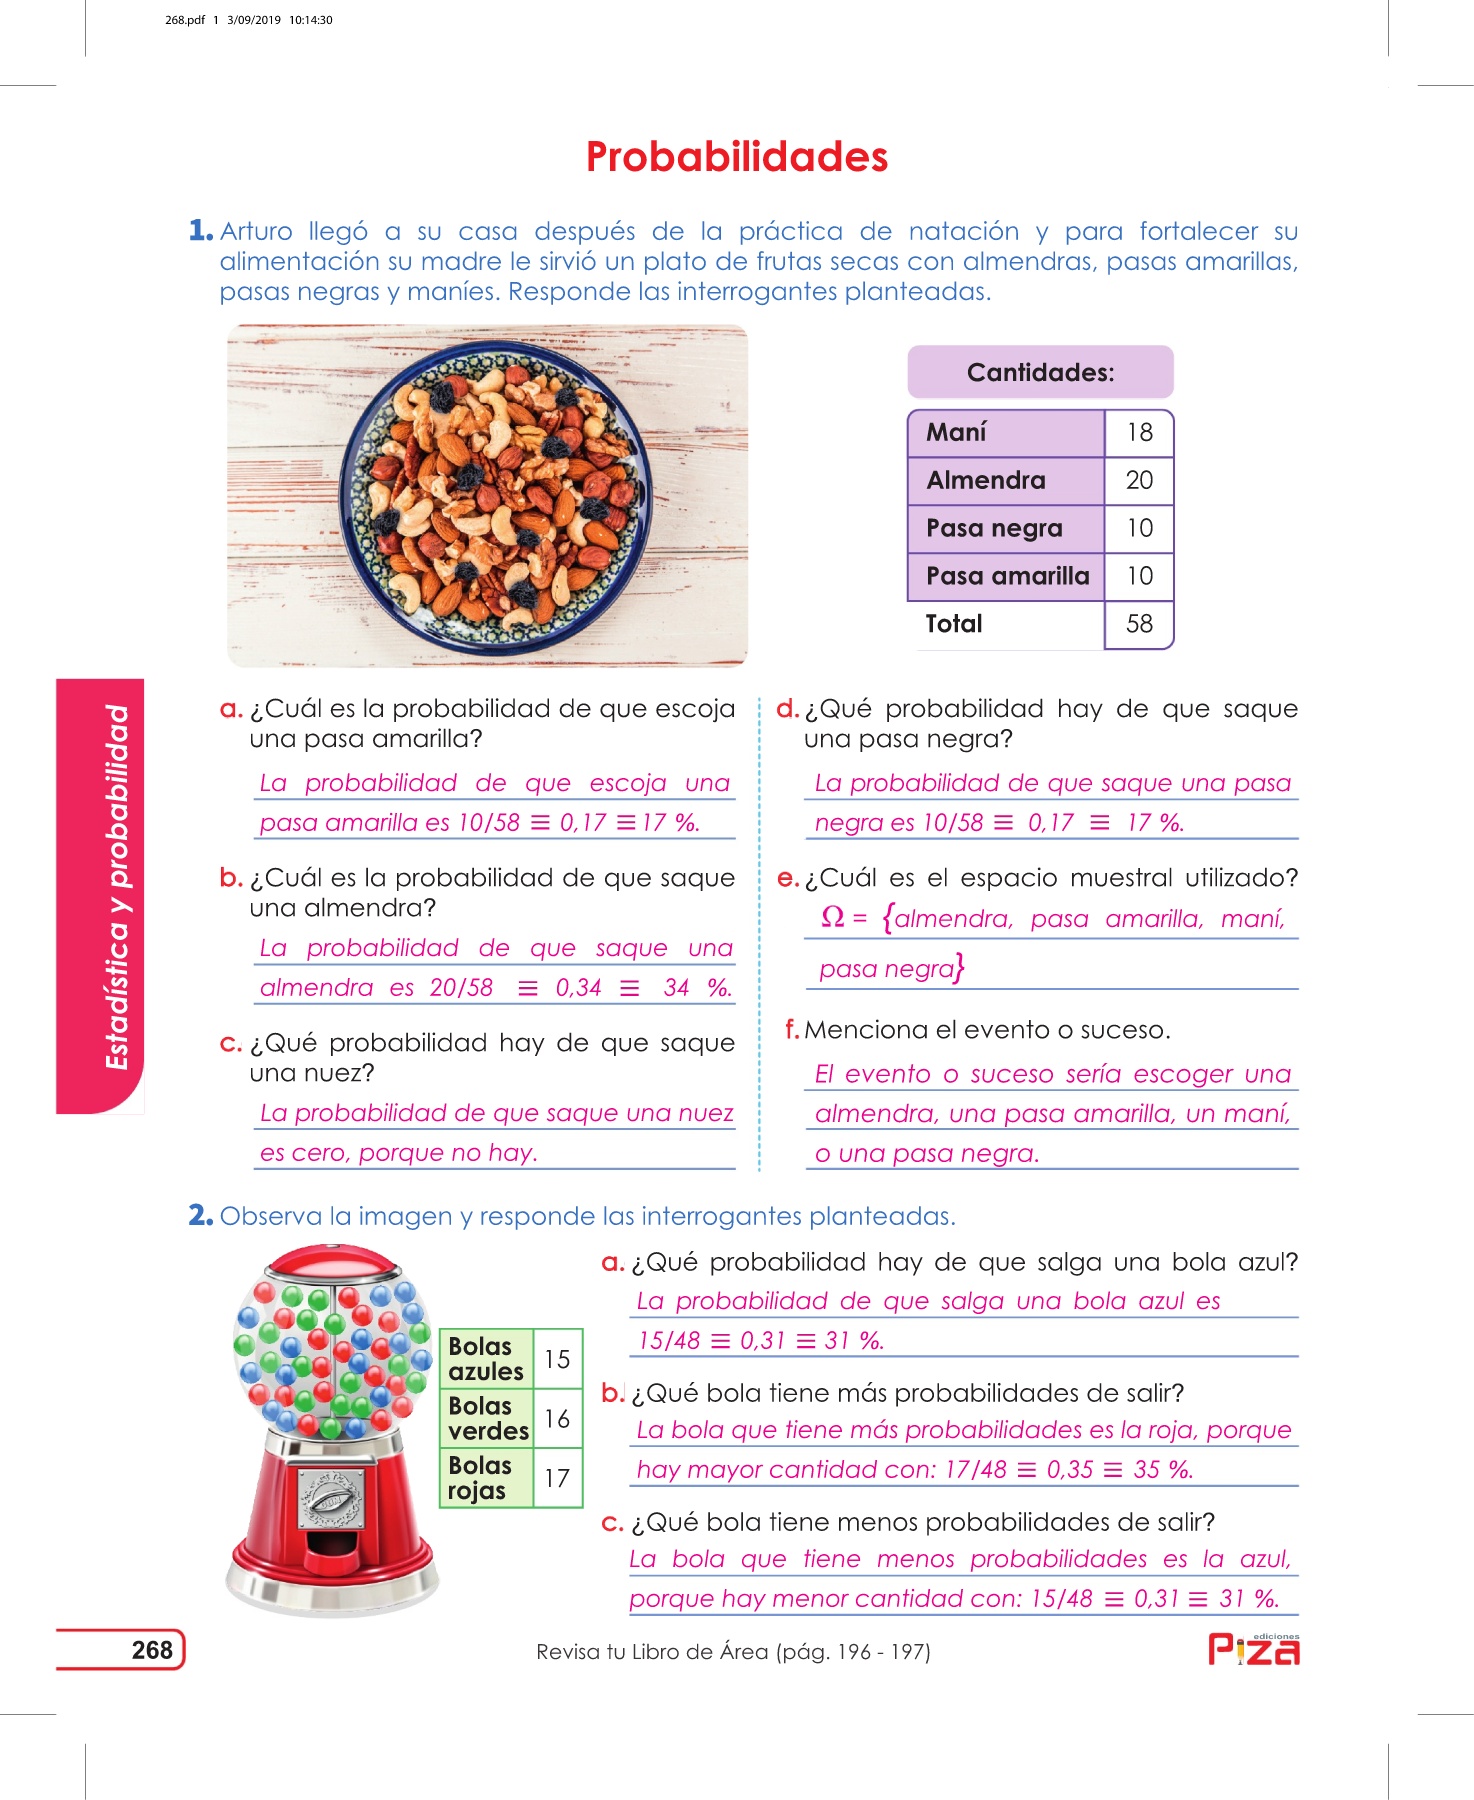 268.pdf 1 3/09/2019 10:14:30
Probabilidades
1. Arturo llegó a su casa después de la práctica de natación y para fortalecer su
alimentación su madre le sirvió un plato de frutas secas con almendras, pasas amarillas,
pasas negras y maníes. Responde las interrogantes planteadas.
Cantidades:
Maní 18
Almendra 20
Pasa negra 10
Pasa amarilla 10
Total 58
Estadística y probabilidad
a. ¿Cuál es la probabilidad de que escoja
una pasa amarilla?
La probabilidad de que escoja una
pasa amarilla es 10/58 ≡ 0,17 ≡ 17 %.
b. ¿Cuál es la probabilidad de que saque
una almendra?
La probabilidad de que saque una
almendra es 20/58 ≡ 0,34 ≡ 34 %.
c. ¿Qué probabilidad hay de que saque
una nuez?
La probabilidad de que saque una nuez
es cero, porque no hay.
d. ¿Qué probabilidad hay de que saque
una pasa negra?
La probabilidad de que saque una pasa
negra es 10/58 ≡ 0,17 ≡ 17 %.
e. ¿Cuál es el espacio muestral utilizado?
Ω = {almendra, pasa amarilla, maní,
pasa negra}
f. Menciona el evento o suceso.
El evento o suceso sería escoger una
almendra, una pasa amarilla, un maní,
o una pasa negra.
2. Observa la imagen y responde las interrogantes planteadas.
Bolas
azules 15
Bolas
verdes 16
Bolas
rojas 17
a. ¿Qué probabilidad hay de que salga una bola azul?
La probabilidad de que salga una bola azul es
15/48 ≡ 0,31 ≡ 31 %.
b. ¿Qué bola tiene más probabilidades de salir?
La bola que tiene más probabilidades es la roja, porque
hay mayor cantidad con: 17/48 ≡ 0,35 ≡ 35 %.
c. ¿Qué bola tiene menos probabilidades de salir?
La bola que tiene menos probabilidades es la azul,
porque hay menor cantidad con: 15/48 ≡ 0,31 ≡ 31 %.
268
Revisa tu Libro de Área (pág. 196 - 197)
ediciones
Piza